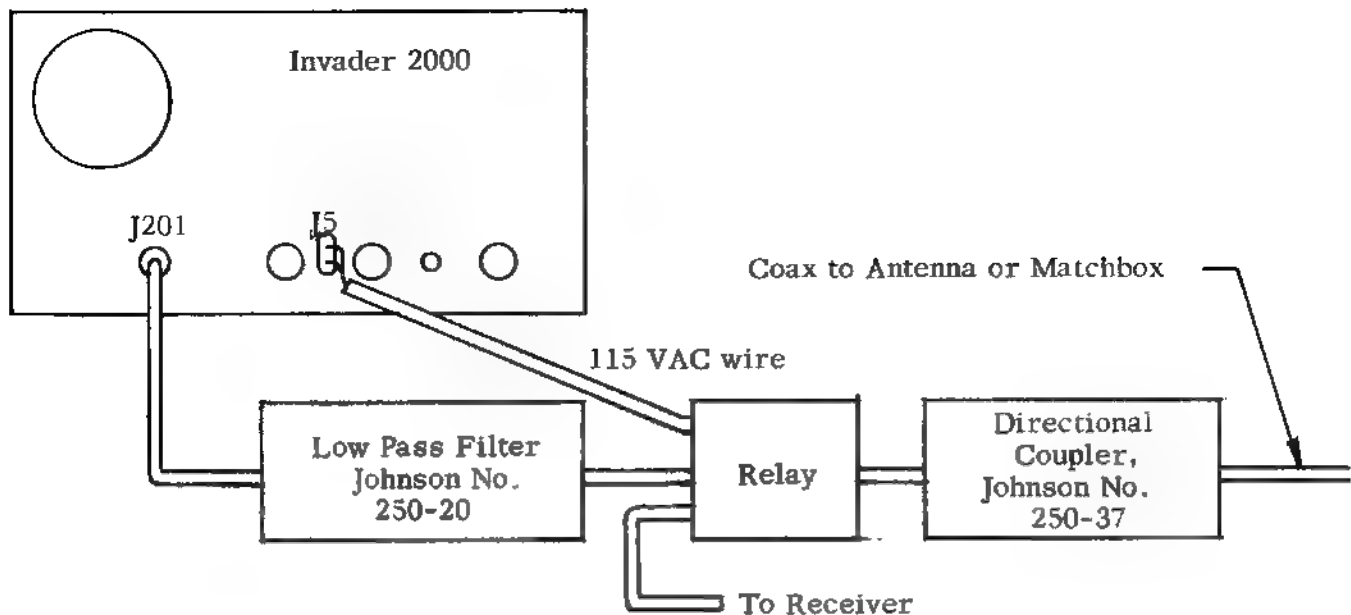 Invader 2000
J201
J5
Coax to Antenna or Matchbox
115 VAC wire
Low Pass Filter
Johnson No.
250-20
Relay
Directional
Coupler,
Johnson No.
250-37
To Receiver